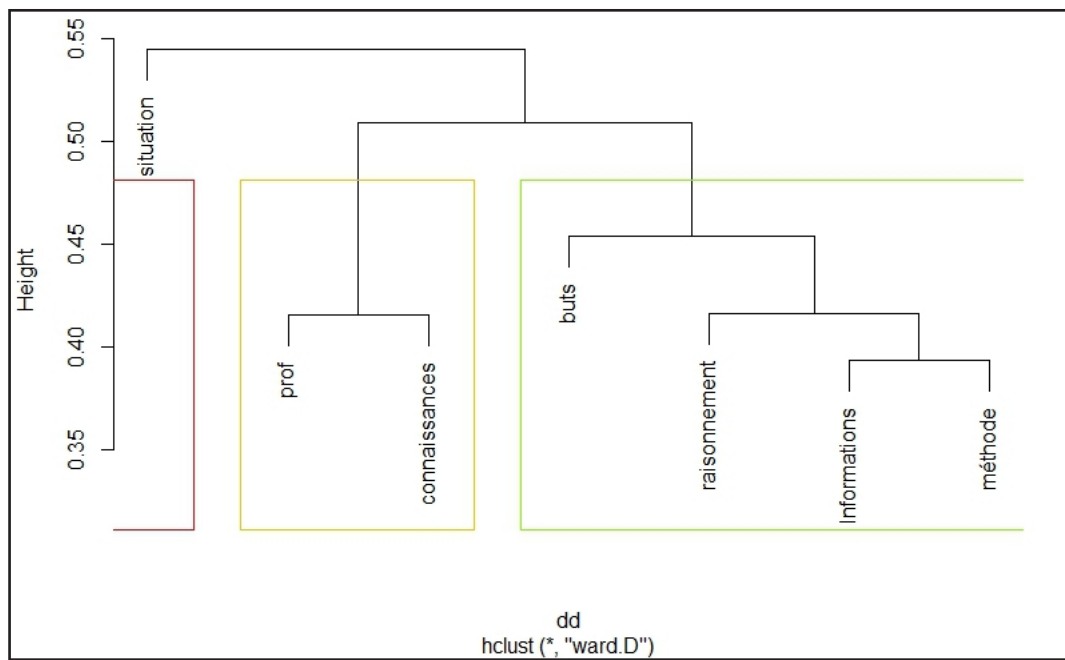 Height
0.55
0.50
0.45
0.40
0.35
situation
prof
connaissances
buts
raisonnement
Informations
méthode
dd
hclust (*, "ward.D")